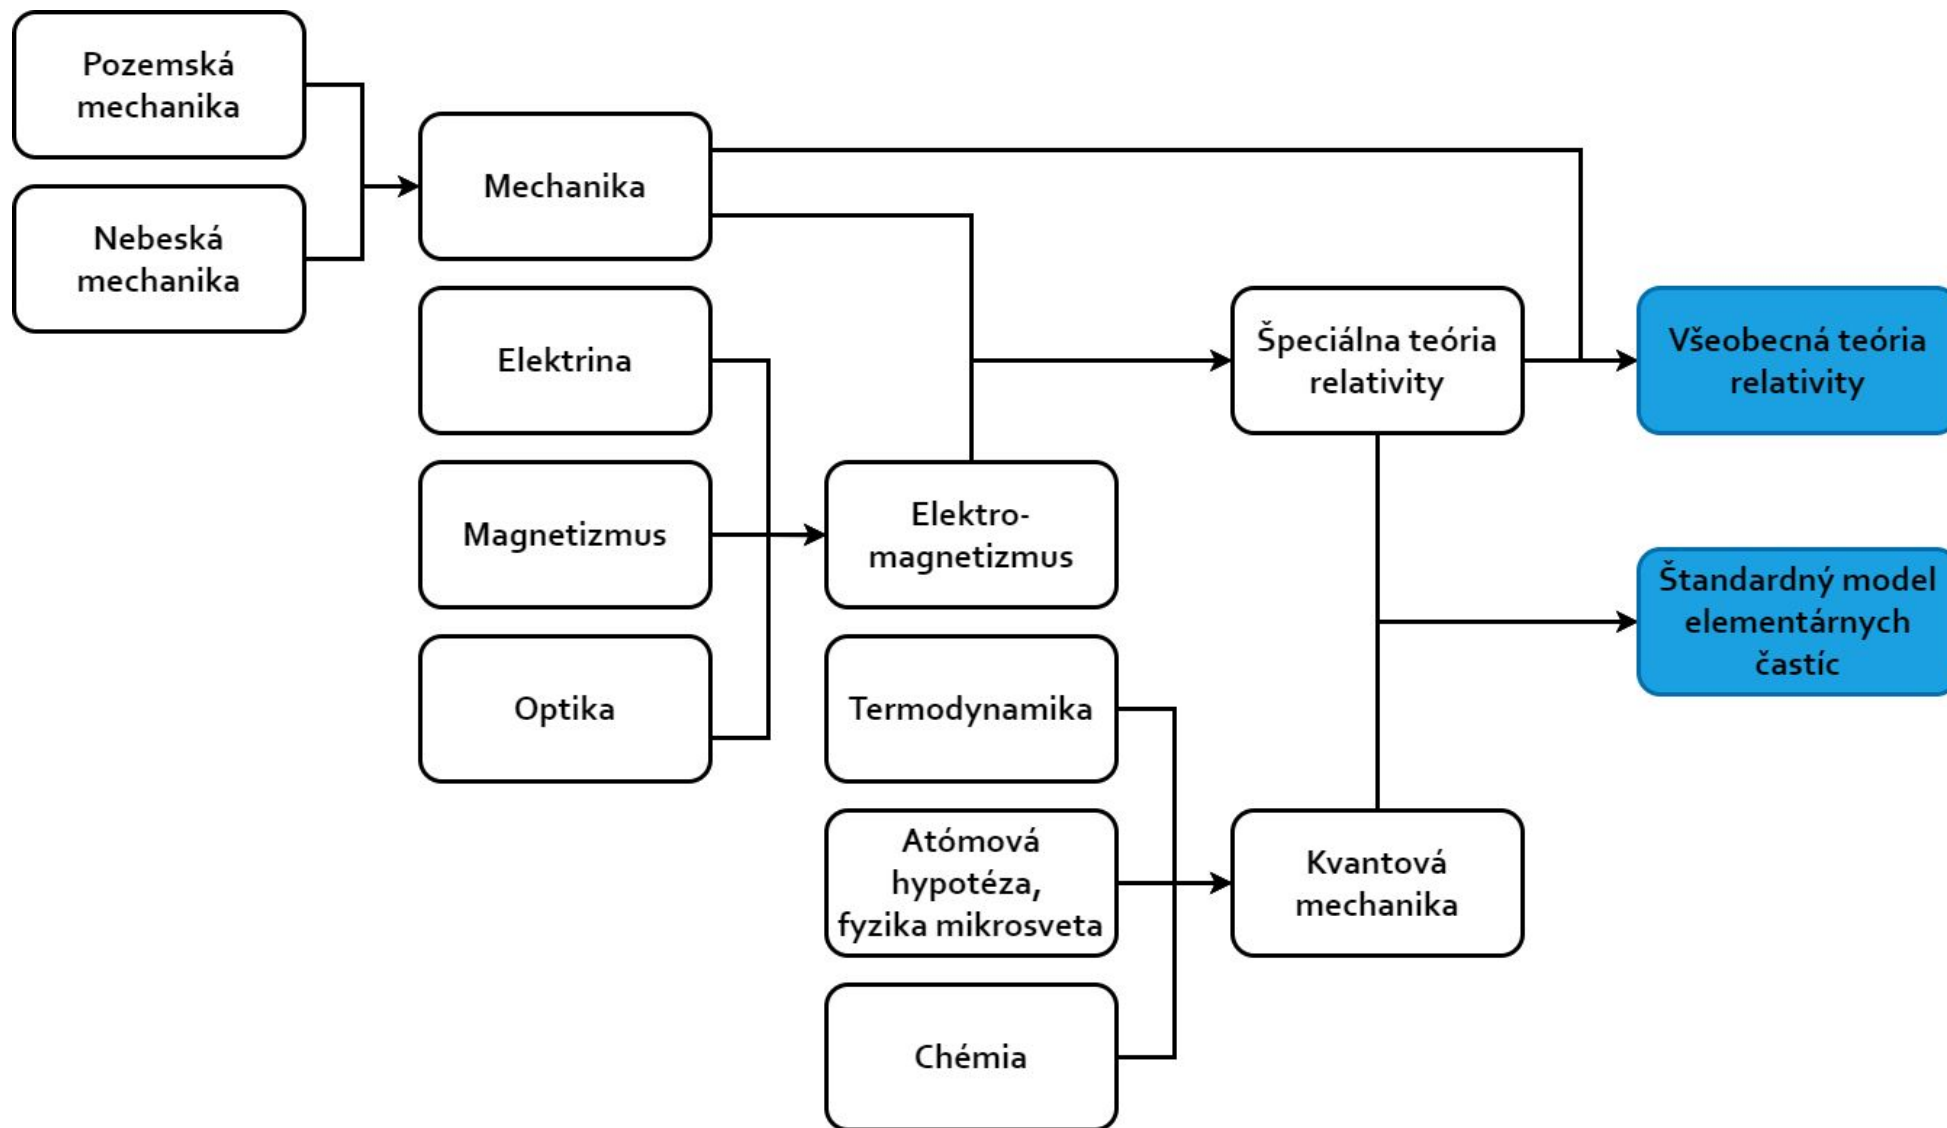 Pozemská
mechanika
Nebeská
mechanika
Mechanika
Elektrina
Magnetizmus
Optika
Elektro-
magnetizmus
Termodynamika
Atómová
hypotéza,
fyzika mikrosveta
Chémia
Špeciálna teória
relativity
Kvantová
mechanika
Všeobecná teória
relativity
Štandardný model
elementárnych
častíc